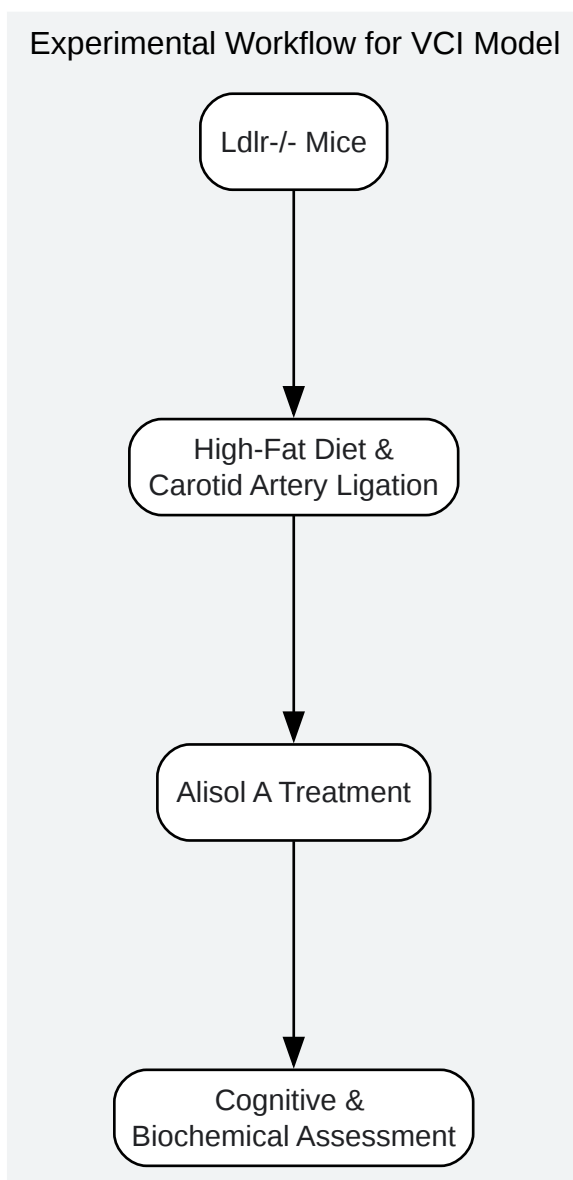 Experimental Workflow for VCI Model
Ldlr-/- Mice
High-Fat Diet &
Carotid Artery Ligation
Alisol A Treatment
Cognitive &
Biochemical Assessment